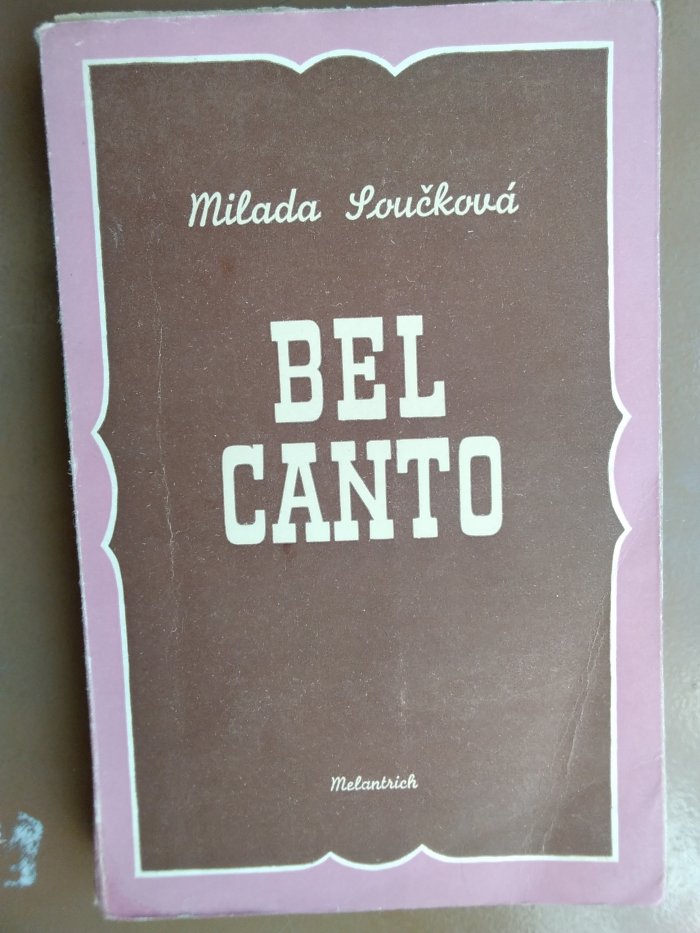 Milada Součková
BEL
CANTO
Melantrich